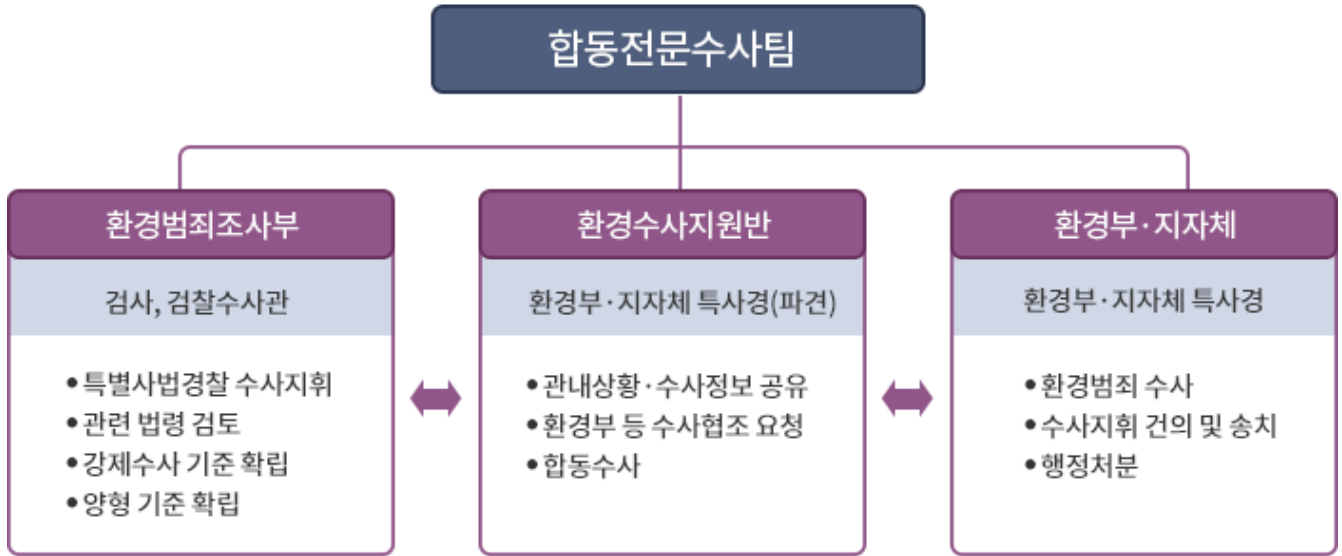 합동전문수사팀
환경범죄조사부
검사, 검찰수사관
•특별사법경찰 수사지휘
•관련 법령 검토
•강제수사 기준 확립
•양형 기준 확립
환경수사지원반
환경부·지자체 특사경(파견)
•관내상황·수사정보 공유
•환경부 등 수사협조 요청
•합동수사
환경부·지자체
환경부·지자체 특사경
•환경범죄 수사
•수사지휘 건의 및 송치
•행정처분